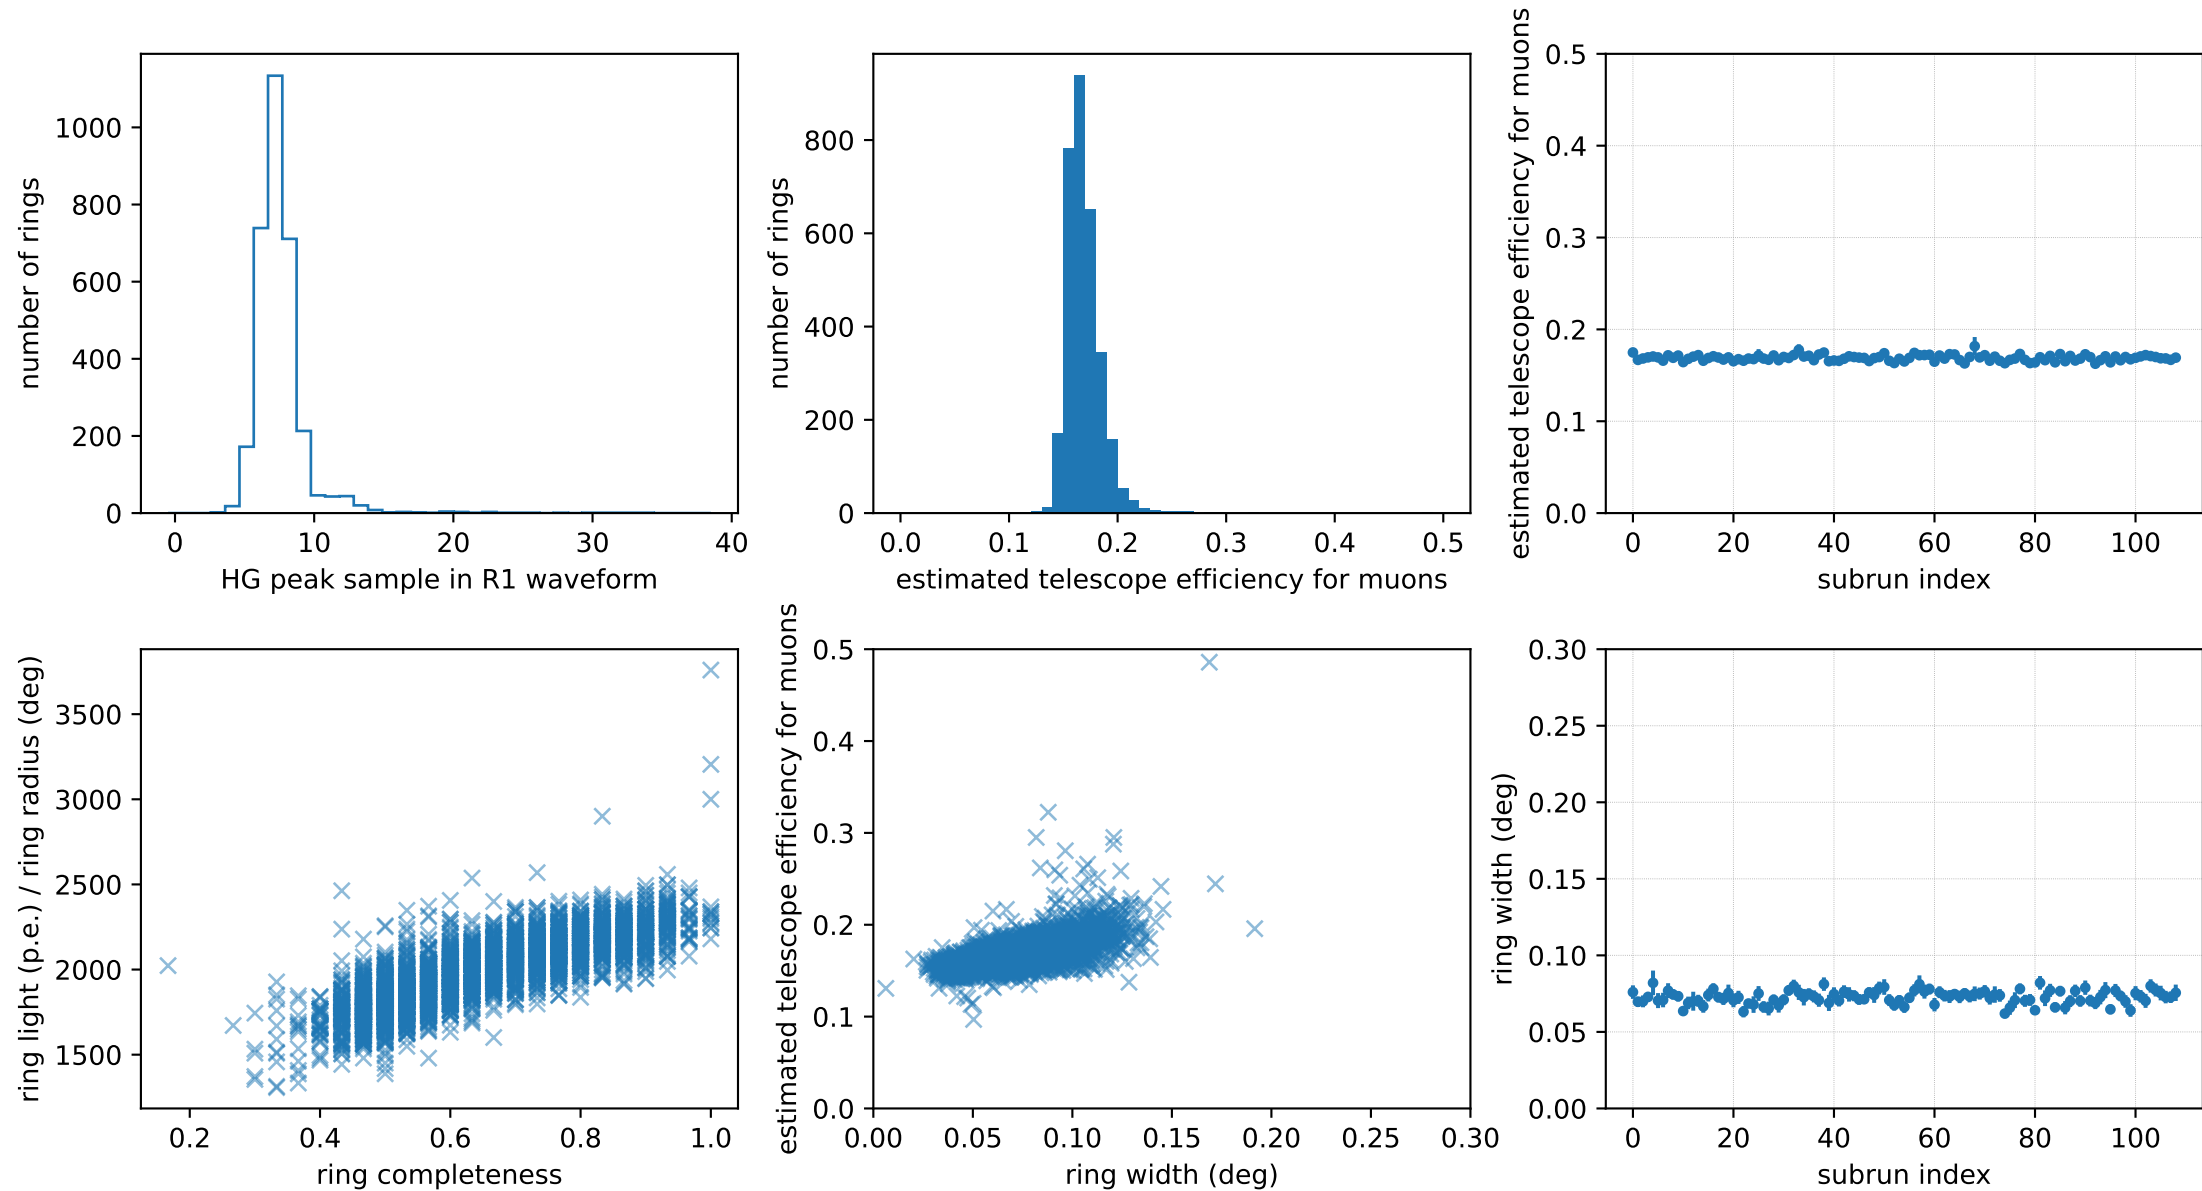 number of rings
1000
800
600
400
200
0
0 10 20 30 40
HG peak sample in R1 waveform
number of rings
800
600
400
200
0
0.0 0.1 0.2 0.3 0.4 0.5
estimated telescope efficiency for muons
estimated telescope efficiency for muons
0.5
0.4
0.3
0.2
0.1
0.0
0 20 40 60 80 100
subrun index
ring light (p.e.) / ring radius (deg)
3500
3000
2500
2000
1500
0.2 0.4 0.6 0.8 1.0
ring completeness
estimated telescope efficiency for muons
0.5
0.4
0.3
0.2
0.1
0.0
0.00 0.05 0.10 0.15 0.20 0.25 0.30
ring width (deg)
ring width (deg)
0.30
0.25
0.20
0.15
0.10
0.05
0.00
0 20 40 60 80 100
subrun index